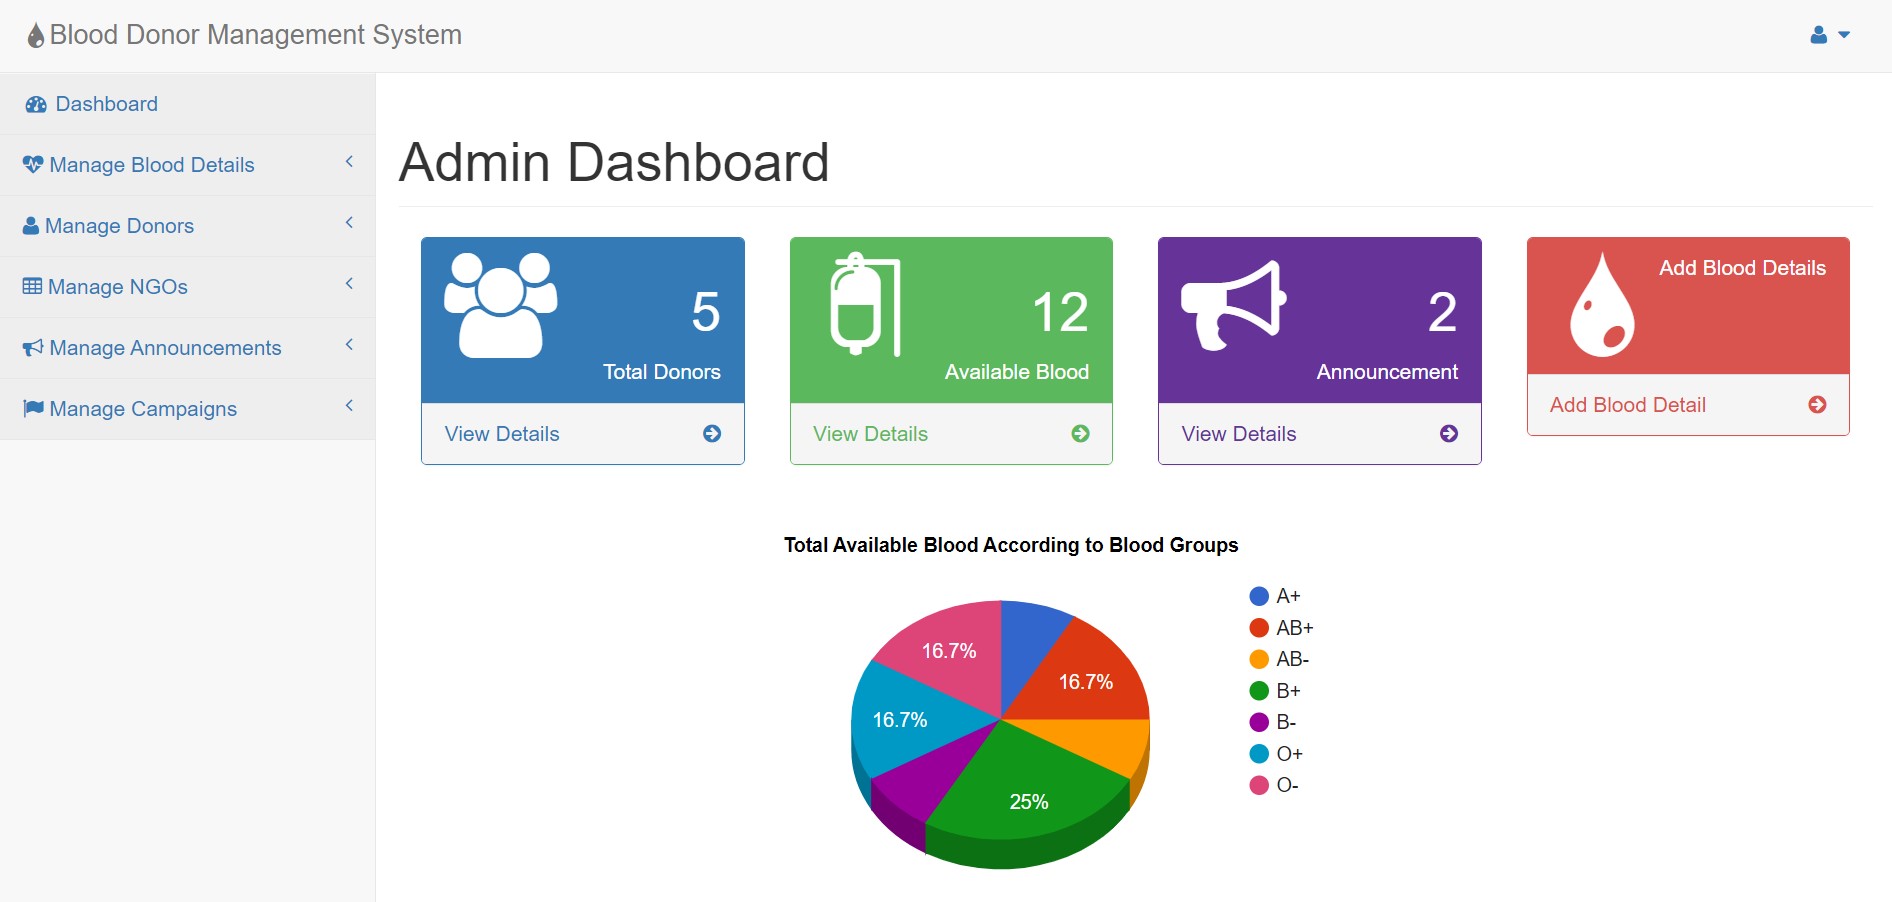 Blood Donor Management System
Dashboard
Manage Blood Details
Manage Donors
Manage NGOs
Manage Announcements
Manage Campaigns
Admin Dashboard
5
Total Donors
View Details
12
Available Blood
View Details
2
Announcement
View Details
Add Blood Details
Add Blood Detail
Total Available Blood According to Blood Groups
16.7%
16.7%
16.7%
25%
A+
AB+
AB-
B+
B-
O+
O-